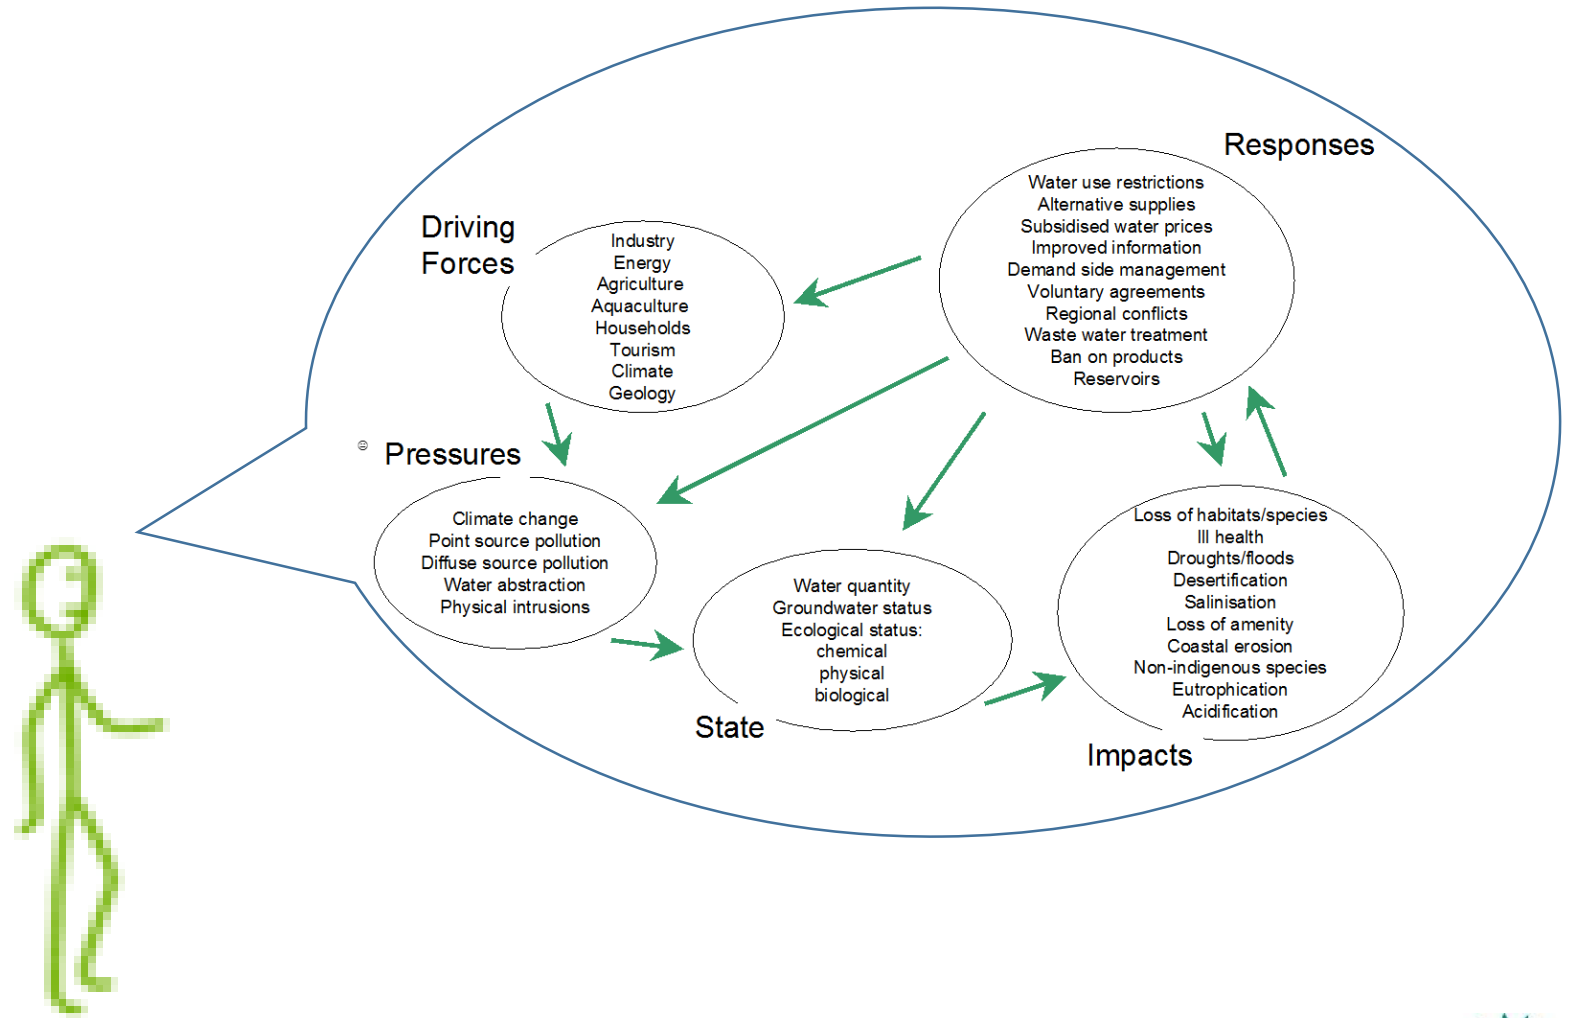 Responses
Water use restrictions
Alternative supplies
Subsidised water prices
Improved information
Demand side management
Voluntary agreements
Regional conflicts
Waste water treatment
Ban on products
Reservoirs
Driving
Forces
Industry
Energy
Agriculture
Aquaculture
Households
Tourism
Climate
Geology
Pressures
Climate change
Point source pollution
Diffuse source pollution
Water abstraction
Physical intrusions
Water quantity
Groundwater status
Ecological status:
chemical
physical
biological
State
Loss of habitats/species
Ill health
Droughts/floods
Desertification
Salinisation
Loss of amenity
Coastal erosion
Non-indigenous species
Eutrophication
Acidification
Impacts